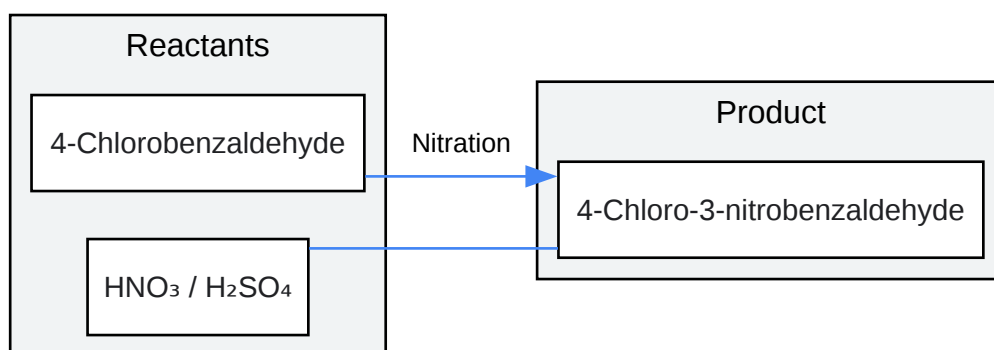 Reactants
4-Chlorobenzaldehyde
HNO₃ / H₂SO₄
Nitration
Product
4-Chloro-3-nitrobenzaldehyde